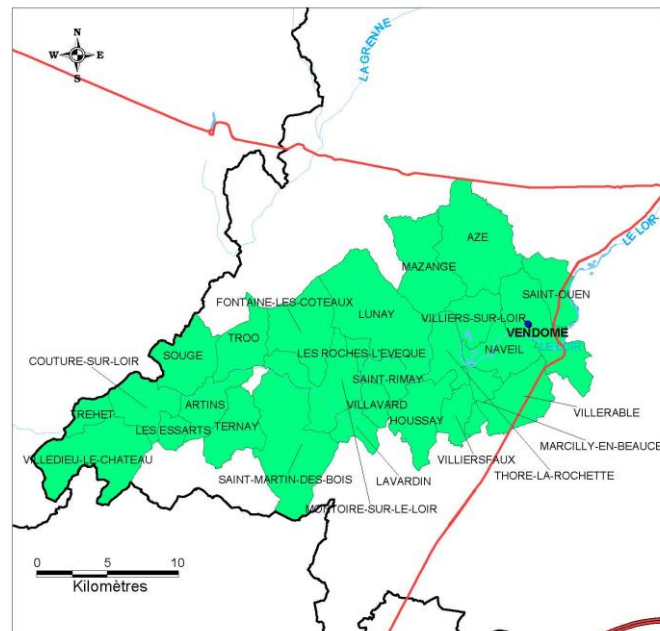 N
W E
S
LA GRENNE
AZE
LE LOIR
MAZANGE
SAINT-OUEN
FONTAINE-LES-COTEAUX
LUNAY
VILLIERS-SUR-LOIR
TROO
VENDOME
SOUGE
LES ROCHES-L'EVEQUE
NAVEIL
COUTURE-SUR-LOIR
SAINT-RIMAY
ARTINS
VILLAVARD
TREHET
VILLERABLE
LES ESSARTS
TERNAY
HOUSSAY
MARCILLY-EN-BEAUCE
VILLEDIEU-LE-CHATEAU
VILLIERSFAUX
SAINT-MARTIN-DES-BOIS
LAVARDIN
THORE-LA-ROCHETTE
MONTOIRE-SUR-LE-LOIR
0 5 10
Kilomètres